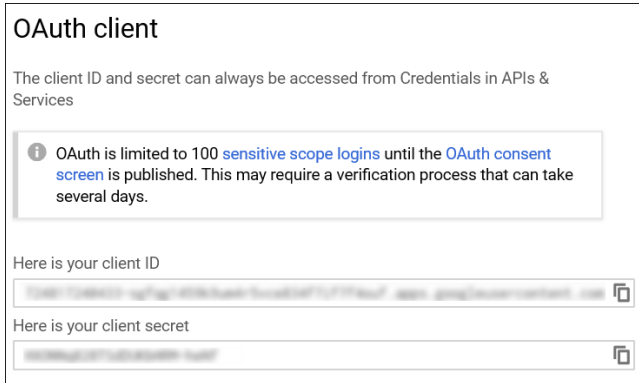 OAuth client
The client ID and secret can always be accessed from Credentials in APIs &
Services
OAuth is limited to 100 sensitive scope logins until the OAuth consent
screen is published. This may require a verification process that can take
several days.
Here is your client ID
Here is your client secret